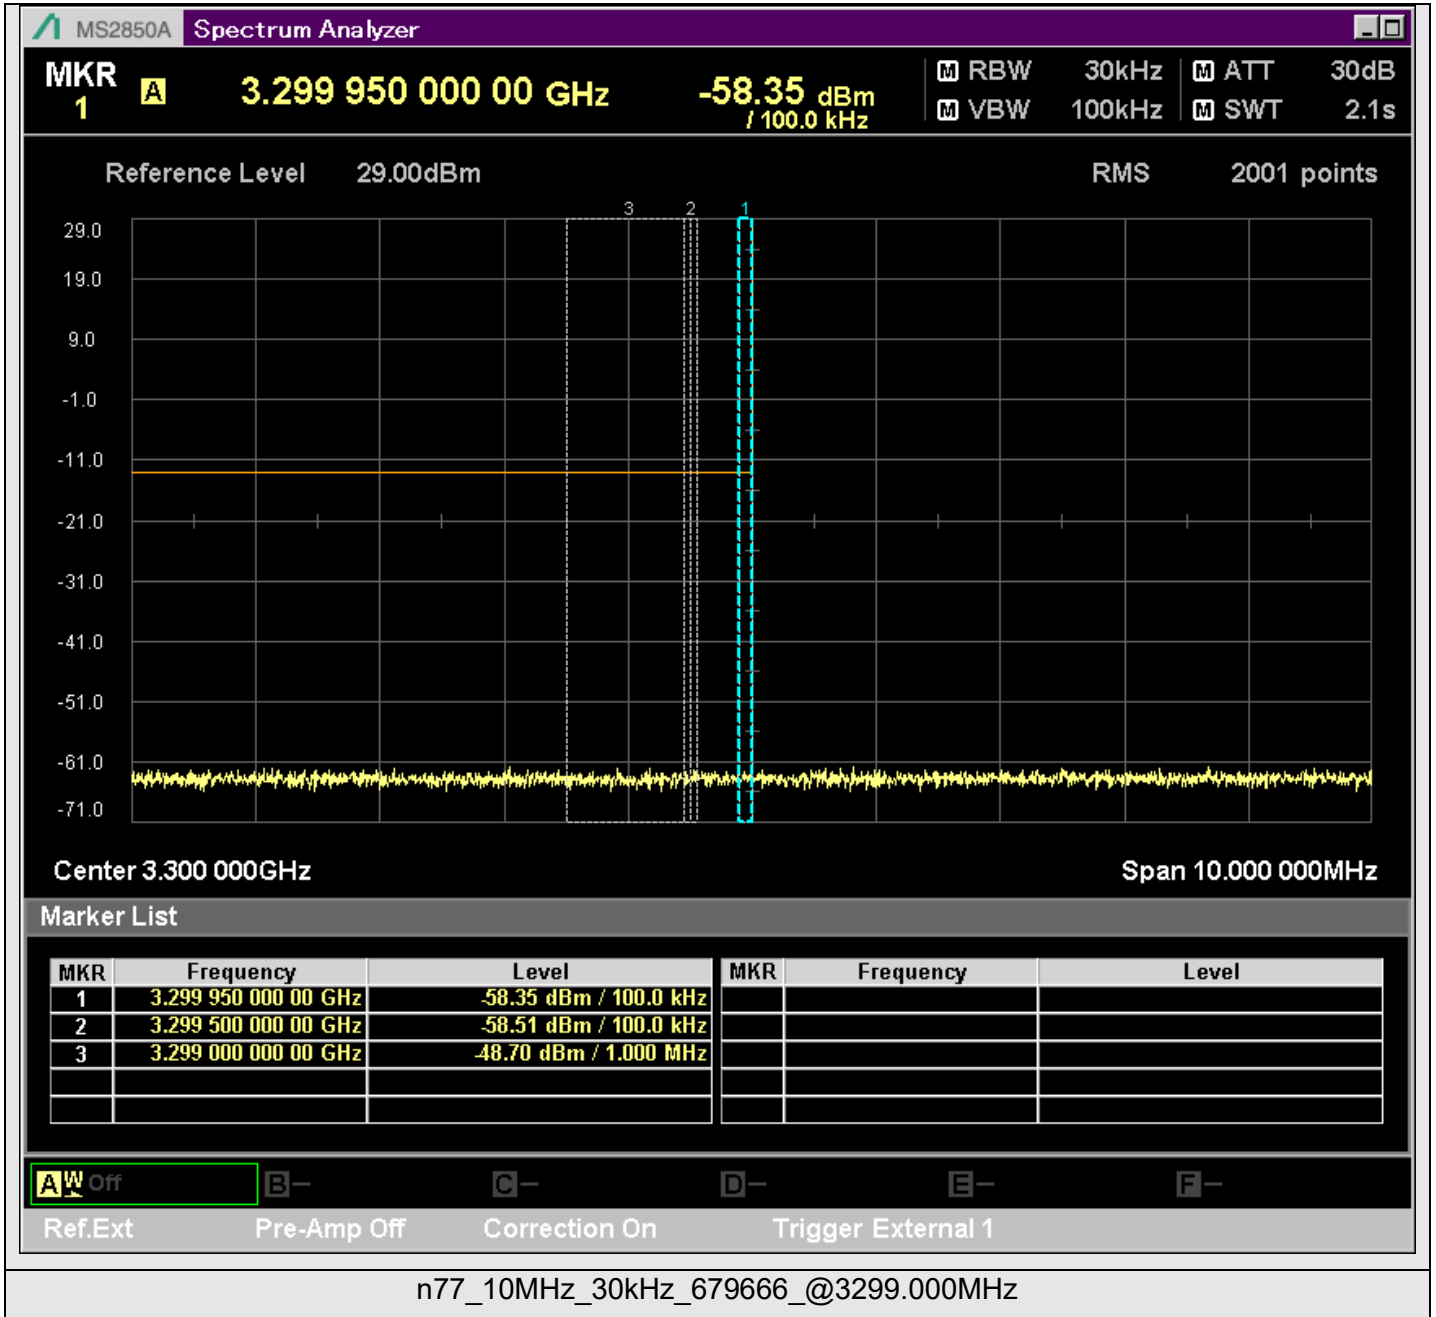 MS2850A Spectrum Analyzer
MKR 1 A 3.299 950 000 00 GHz -58.35 dBm / 100.0 kHz
M RBW 30kHz M ATT 30dB
M VBW 100kHz M SWT 2.1s
Reference Level 29.00dBm RMS 2001 points
3 2 1
29.0
19.0
9.0
-1.0
-11.0
-21.0
-31.0
-41.0
-51.0
-61.0
-71.0
Center 3.300 000GHz Span 10.000 000MHz
Marker List
MKR Frequency Level MKR Frequency Level
1 3.299 950 000 00 GHz -58.35 dBm / 100.0 kHz
2 3.299 500 000 00 GHz -58.51 dBm / 100.0 kHz
3 3.299 000 000 00 GHz -48.70 dBm / 1.000 MHz
A W Off B – C – D – E – F –
Ref.Ext Pre-Amp Off Correction On Trigger External 1
n77_10MHz_30kHz_679666_@3299.000MHz